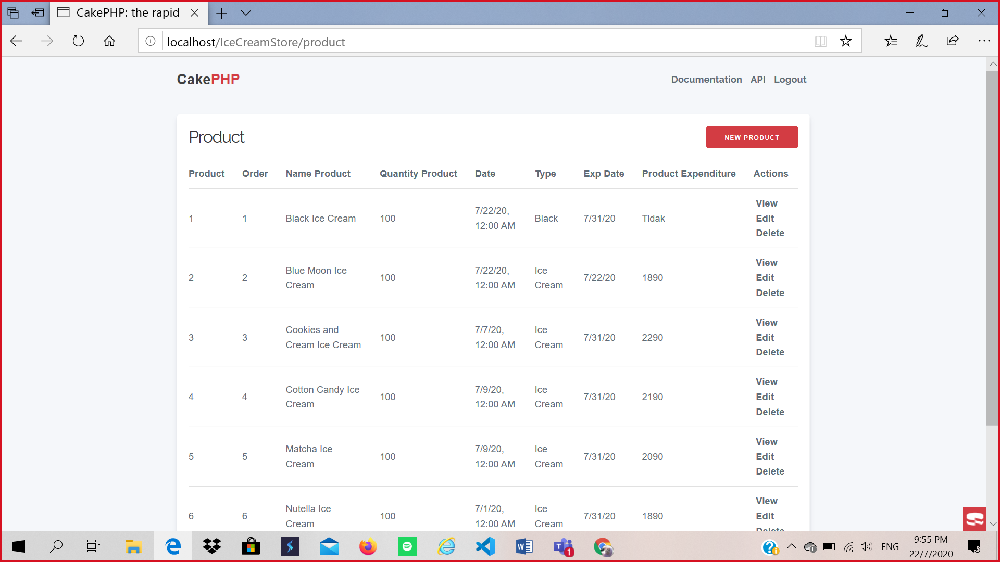 CakePHP: the rapid
localhost/IceCreamStore/product
CakePHP
Documentation API Logout
Product
NEW PRODUCT
Product Order Name Product Quantity Product Date Type Exp Date Product Expenditure Actions
1 1 Black Ice Cream 100 7/22/20, 12:00 AM Black 7/31/20 Tidak View Edit Delete
2 2 Blue Moon Ice Cream 100 7/22/20, 12:00 AM Ice Cream 7/22/20 1890 View Edit Delete
3 3 Cookies and Cream Ice Cream 100 7/7/20, 12:00 AM Ice Cream 7/31/20 2290 View Edit Delete
4 4 Cotton Candy Ice Cream 100 7/9/20, 12:00 AM Ice Cream 7/31/20 2190 View Edit Delete
5 5 Matcha Ice Cream 100 7/9/20, 12:00 AM Ice Cream 7/31/20 2090 View Edit Delete
6 6 Nutella Ice Cream 100 7/1/20, 12:00 AM Ice Cream 7/31/20 1890 View Edit Delete
1
ENG
9:55 PM
22/7/2020